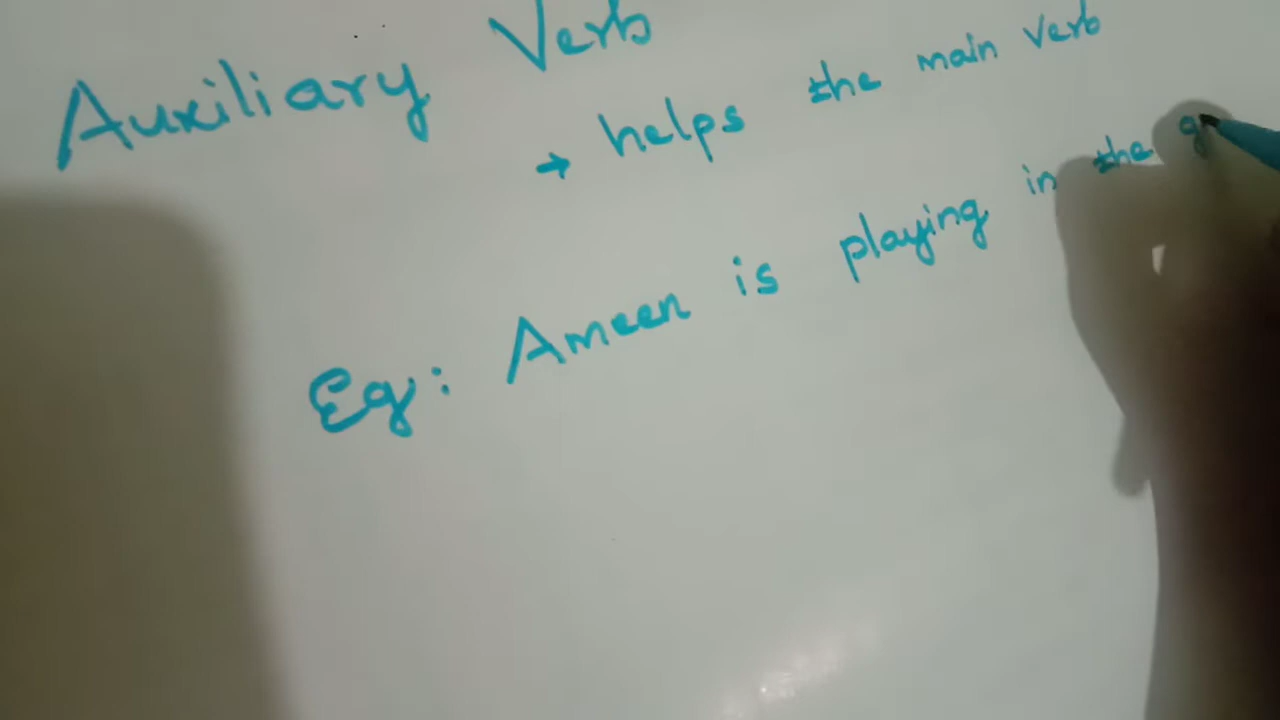 Auxiliary Verb
→ helps the main verb
Eg: Ameen is playing in the g